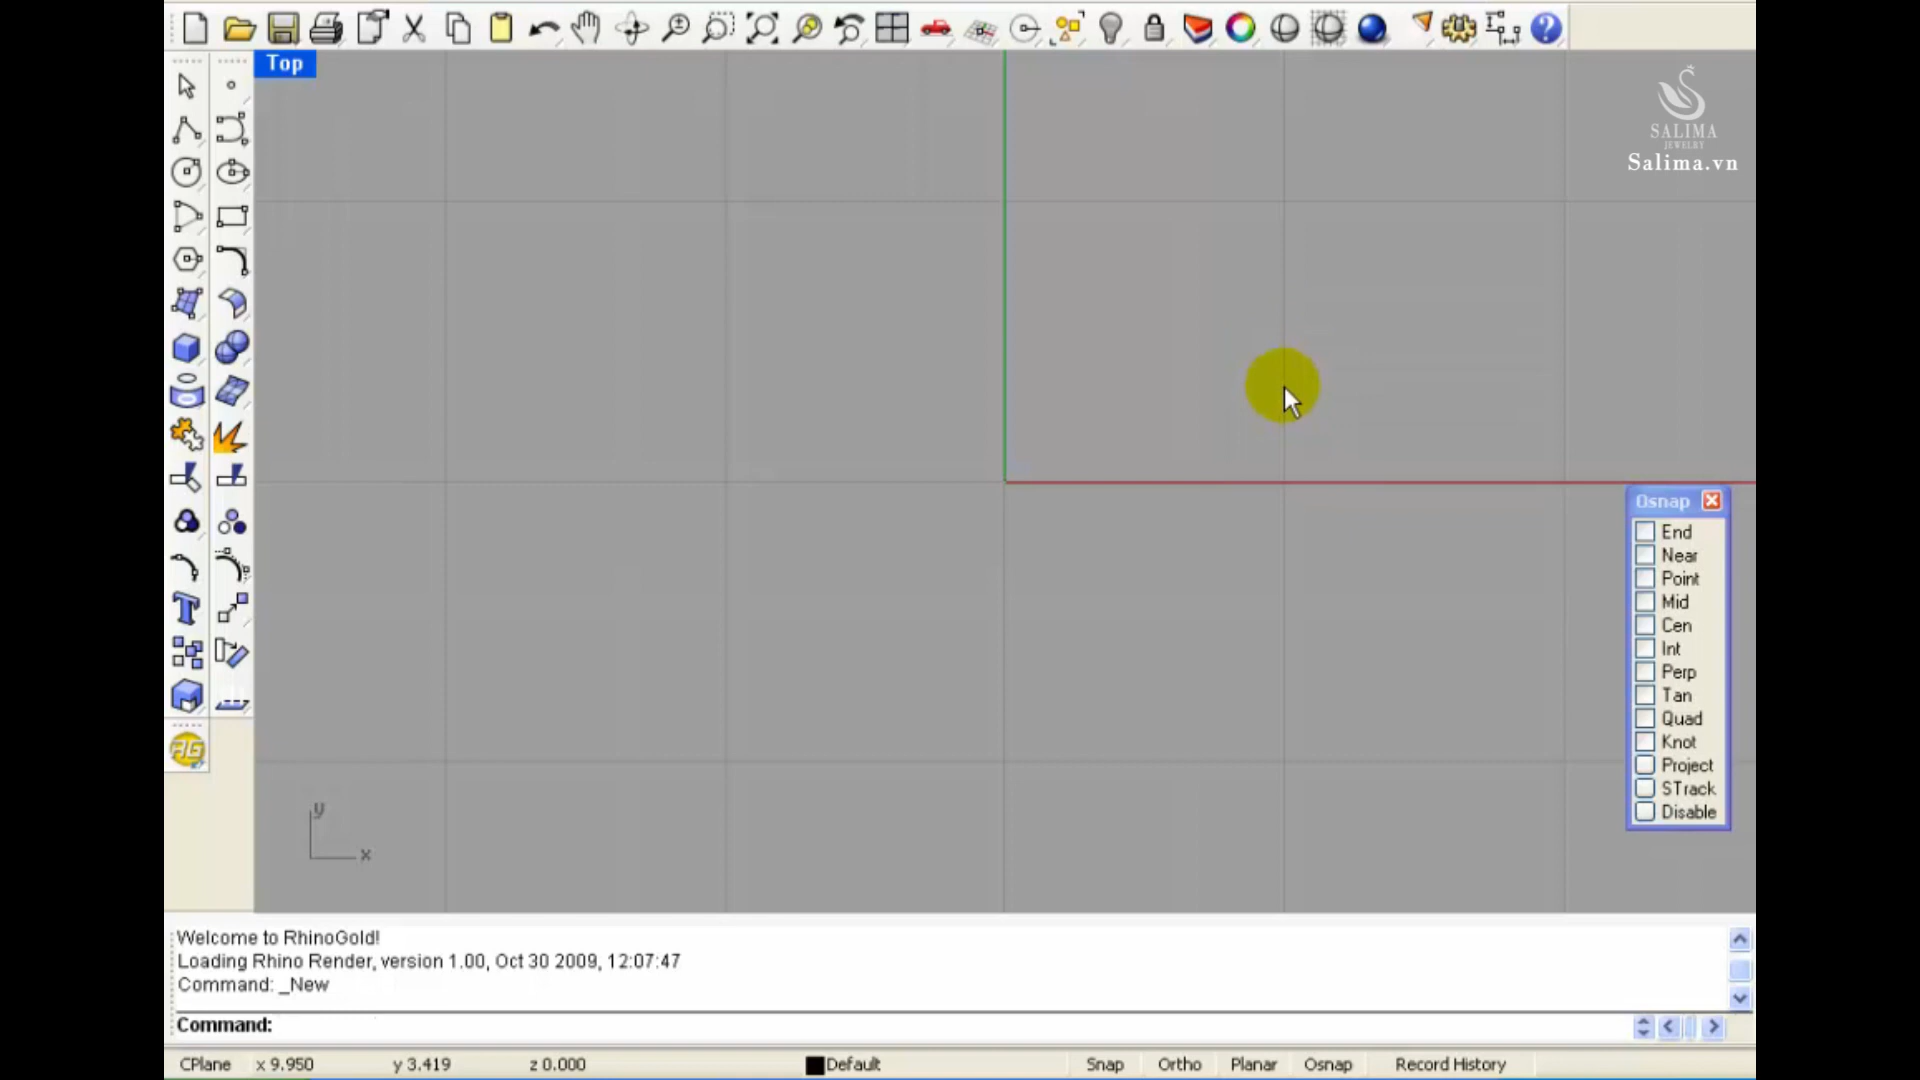 Top
SALIMA
JEWELRY
Salima.vn
Osnap
End
Near
Point
Mid
Cen
Int
Perp
Tan
Quad
Knot
Project
STrack
Disable
y
x
Welcome to RhinoGold!
Loading Rhino Render, version 1.00, Oct 30 2009, 12:07:47
Command: _New
Command:
CPlane x 9.950 y 3.419 z 0.000 Default Snap Ortho Planar Osnap Record History